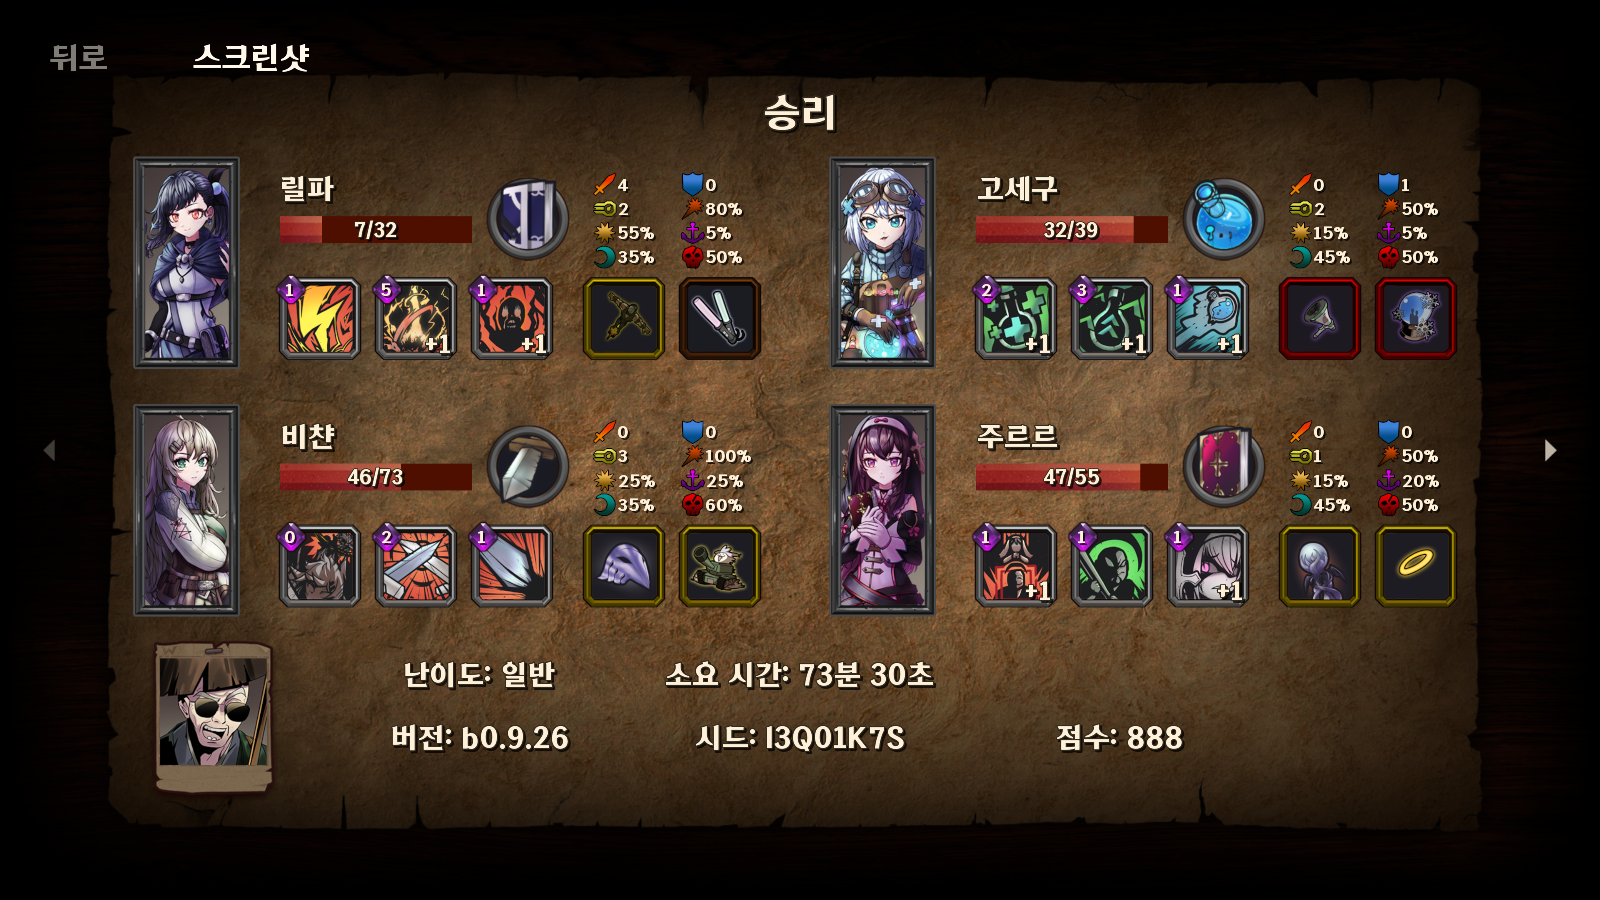 뒤로 스크린샷
승리
릴파
7/32
4 0
2 80%
55% 5%
35% 50%
1 5 +1 1 +1
고세구
32/39
0 1
2 50%
15% 5%
45% 50%
2 +1 3 +1 1 +1
비챤
46/73
0 0
3 100%
25% 25%
35% 60%
0 2 1
주르르
47/55
0 0
1 50%
15% 20%
45% 50%
1 +1 1 1 +1
난이도: 일반 소요 시간: 73분 30초
버전: b0.9.26 시드: I3Q01K7S 점수: 888